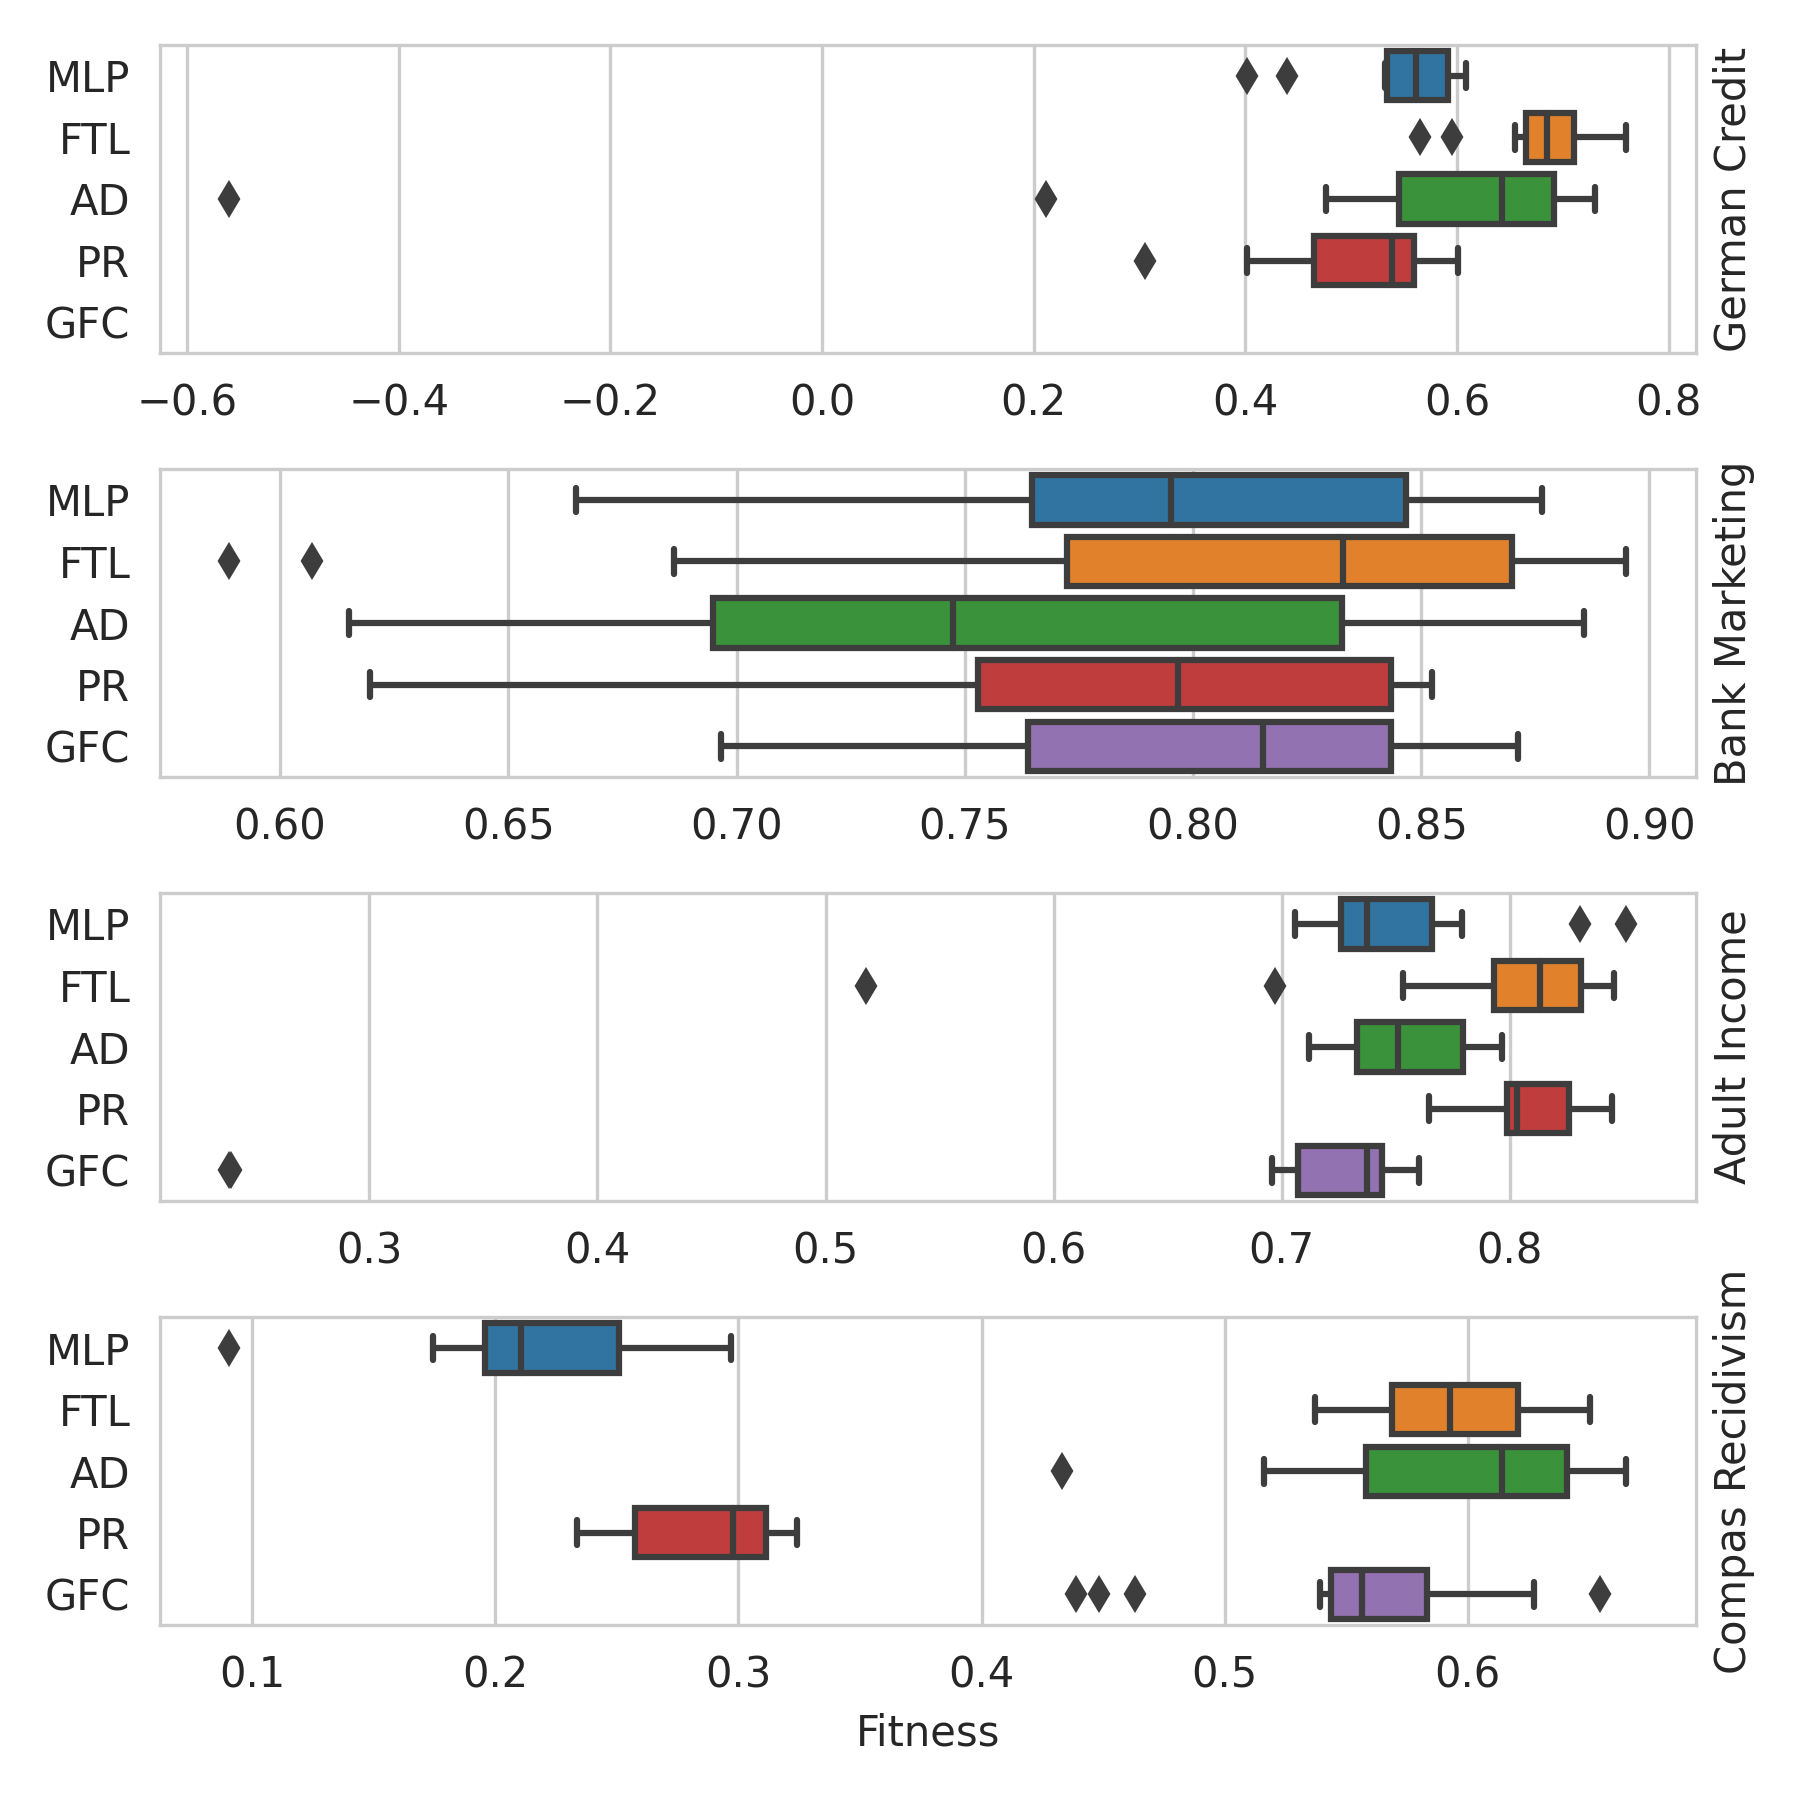 MLP
FTL
AD
PR
GFC
German Credit
−0.6 −0.4 −0.2 0.0 0.2 0.4 0.6 0.8
MLP
FTL
AD
PR
GFC
Bank Marketing
0.60 0.65 0.70 0.75 0.80 0.85 0.90
MLP
FTL
AD
PR
GFC
Adult Income
0.3 0.4 0.5 0.6 0.7 0.8
MLP
FTL
AD
PR
GFC
Compas Recidivism
0.1 0.2 0.3 0.4 0.5 0.6
Fitness